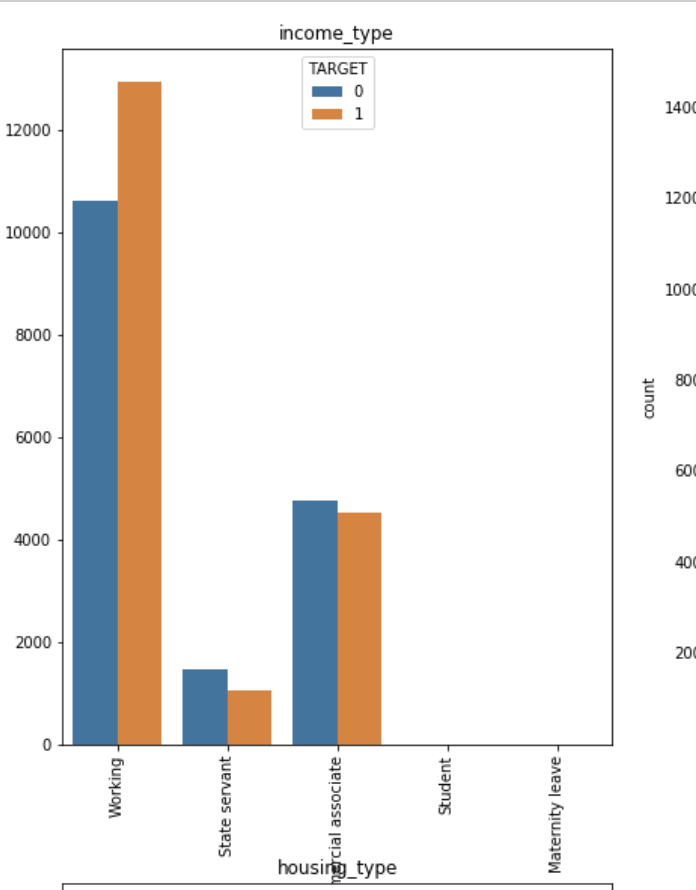 income_type
TARGET
0
1
12000
10000
8000
6000
4000
2000
0
Working
State servant
associate
Student
Maternity leave
count
housing_type